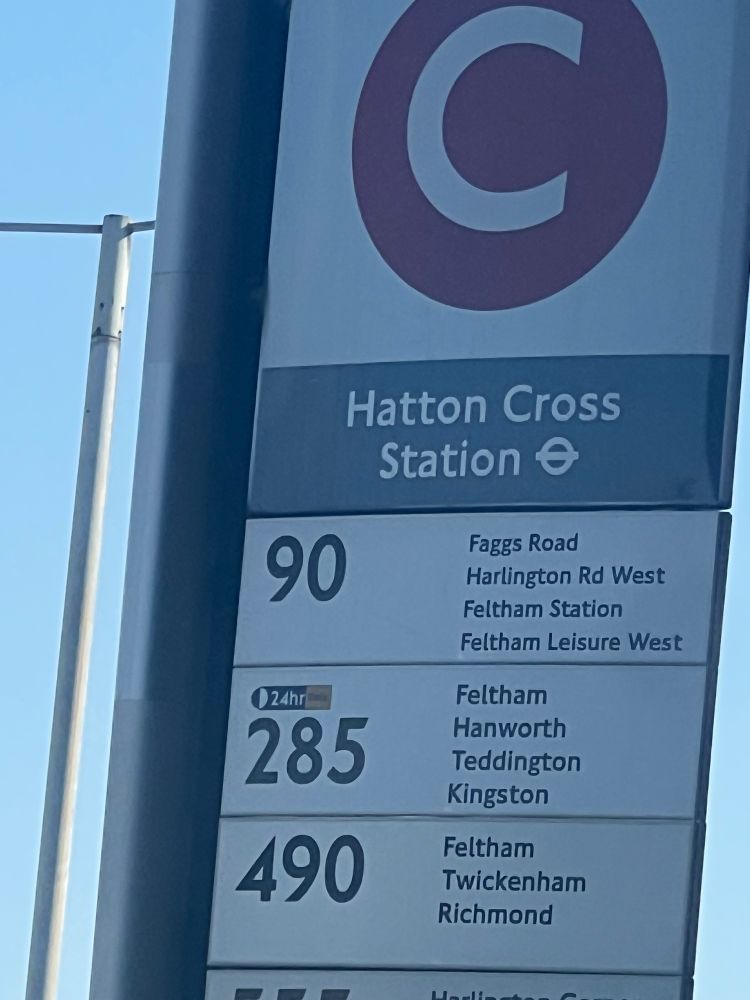 C
Hatton Cross
Station
90
Faggs Road
Harlington Rd West
Feltham Station
Feltham Leisure West
24hr
285
Feltham
Hanworth
Teddington
Kingston
490
Feltham
Twickenham
Richmond